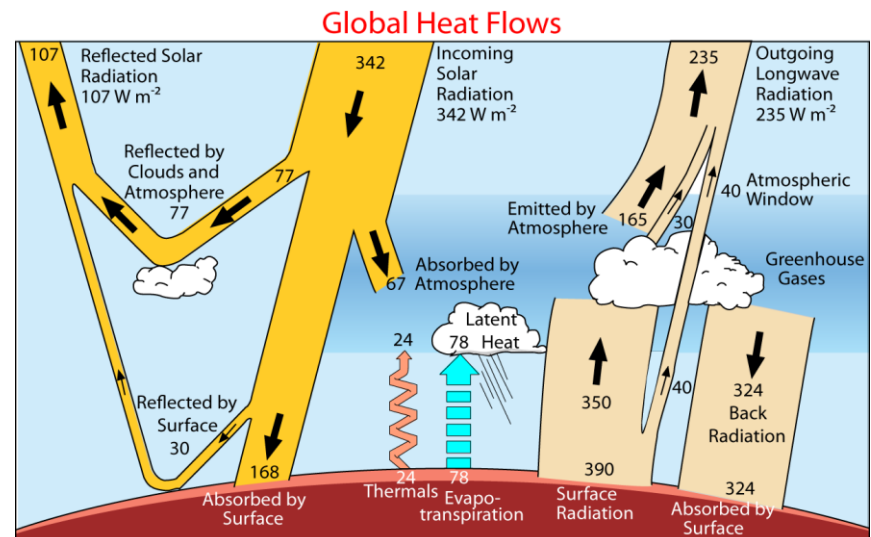 Global Heat Flows
107
Reflected Solar
Radiation
107 W m⁻²
342
Incoming
Solar
Radiation
342 W m⁻²
235
Outgoing
Longwave
Radiation
235 W m⁻²
Reflected by
Clouds and
Atmosphere
77
77
Emitted by
Atmosphere
165
30
40
Atmospheric
Window
Greenhouse
Gases
Absorbed by
Atmosphere
67
Latent
Heat
24
78
350
40
324
Back
Radiation
Reflected by
Surface
30
168
Absorbed by
Surface
24
Thermals
78
Evapo-
transpiration
390
Surface
Radiation
324
Absorbed by
Surface